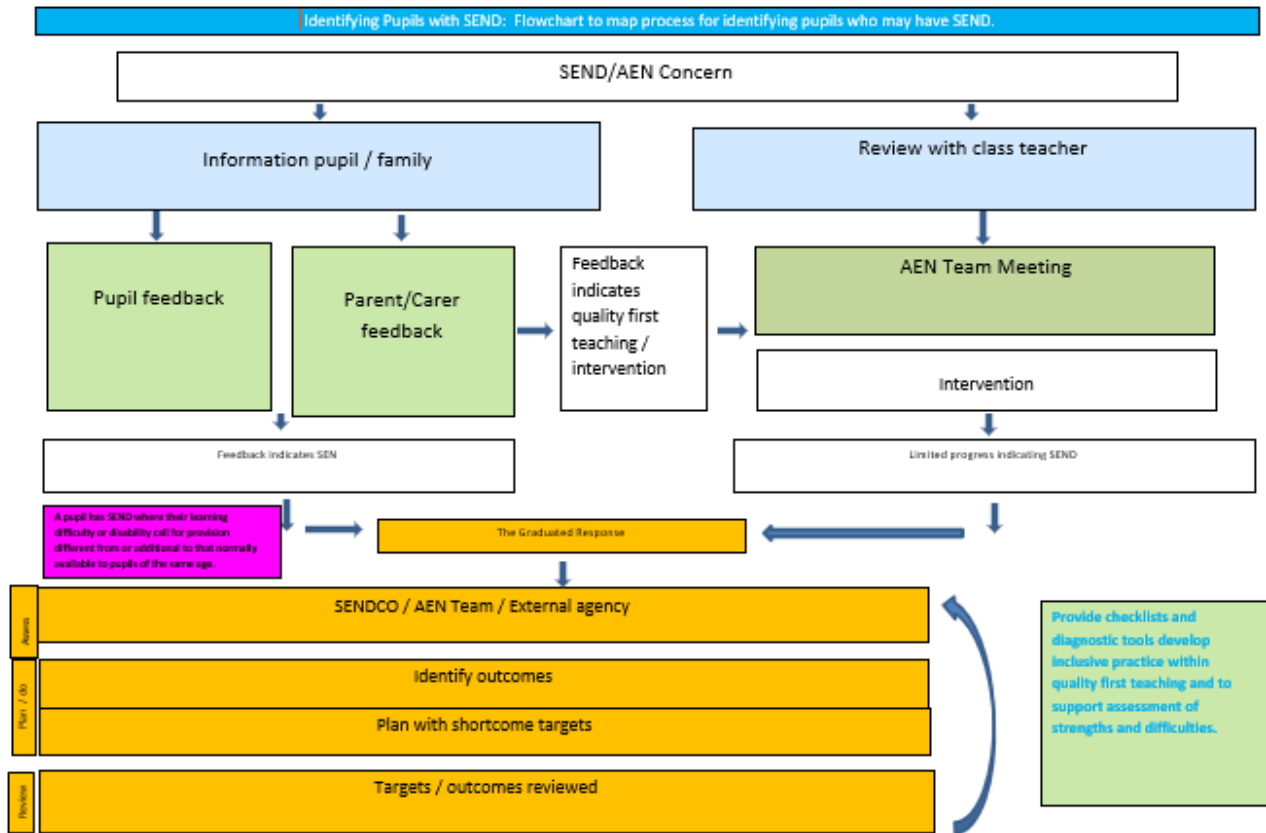 Identifying Pupils with SEND: Flowchart to map process for identifying pupils who may have SEND.
SEND/AEN Concern
Information pupil / family
Review with class teacher
Pupil feedback
Parent/Carer
feedback
Feedback
indicates
quality first
teaching /
intervention
AEN Team Meeting
Intervention
Feedback indicates SEN
Limited progress indicating SEND
A pupil has SEND where their learning
difficulty or disability call for provision
different from or additional to that normally
available to pupils of the same age.
The Graduated Response
Assess
SENDCO / AEN Team / External agency
Plan / do
Identify outcomes
Plan with shortcome targets
Review
Targets / outcomes reviewed
Provide checklists and
diagnostic tools develop
inclusive practice within
quality first teaching and to
support assessment of
strengths and difficulties.